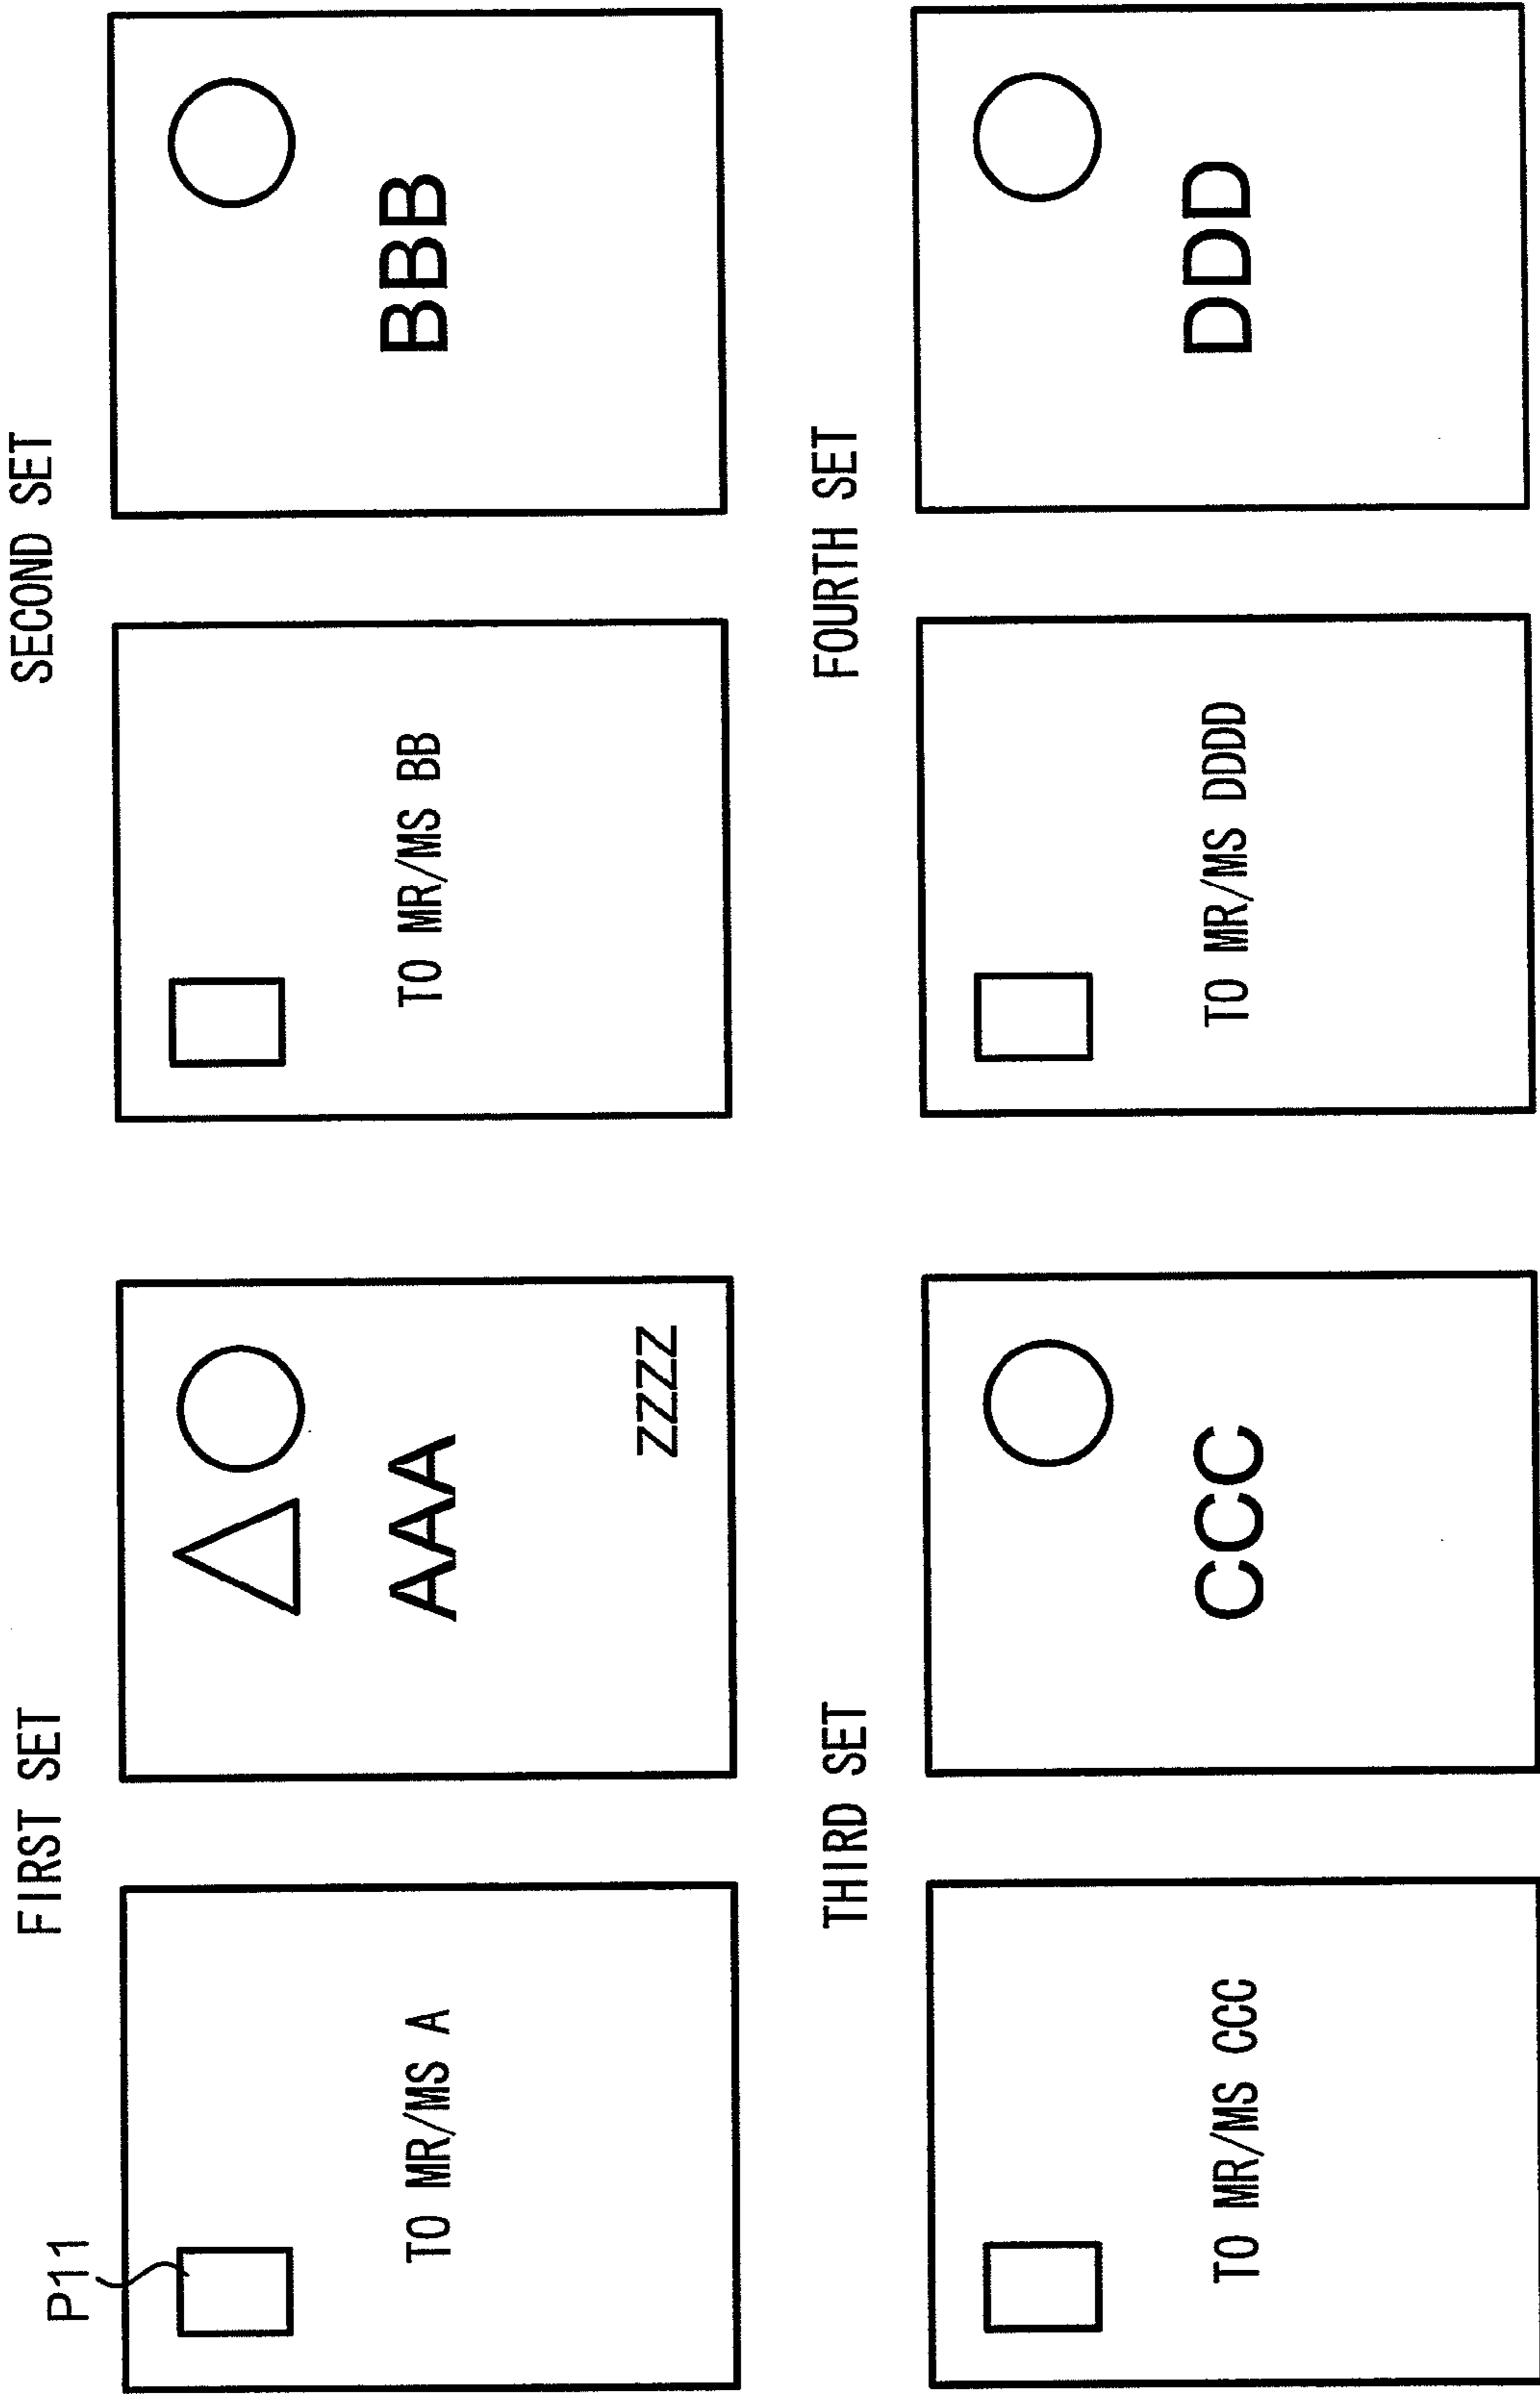 FIRST SET
P11
TO MR/MS A
AAA
ZZZZ
SECOND SET
TO MR/MS BB
BBB
THIRD SET
TO MR/MS CCC
CCC
FOURTH SET
TO MR/MS DDDD
DDD